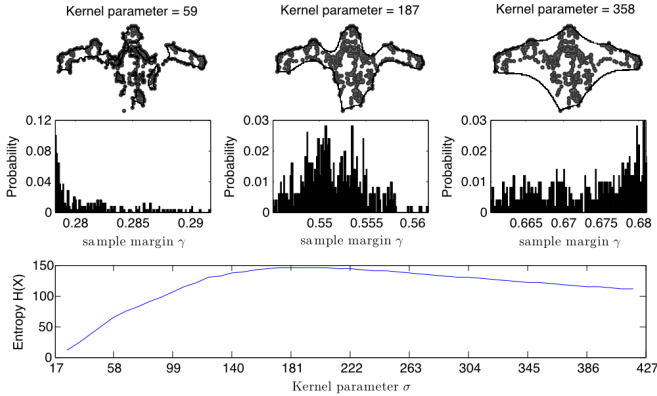 Kernel parameter = 59 Kernel parameter = 187 Kernel parameter = 358
0.12 0.03 0.03
0.08 0.02 0.02
0.04 0.01 0.01
0 0 0
Probability Probability Probability
0.28 0.285 0.29 0.55 0.555 0.56 0.665 0.67 0.675 0.68
sample margin γ sample margin γ sample margin γ
150
100
50
0
Entropy H(X)
17 58 99 140 181 222 263 304 345 386 427
Kernel parameter σ